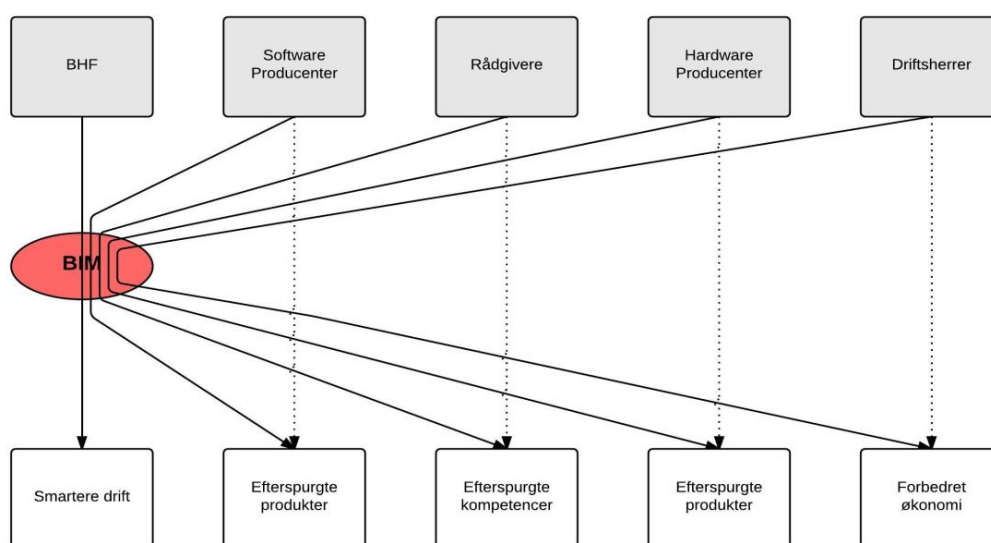 BHF
Software
Producenter
Rådgivere
Hardware
Producenter
Driftsherrer
BIM
Smartere drift
Efterspurgte
produkter
Efterspurgte
kompetencer
Efterspurgte
produkter
Forbedret
økonomi